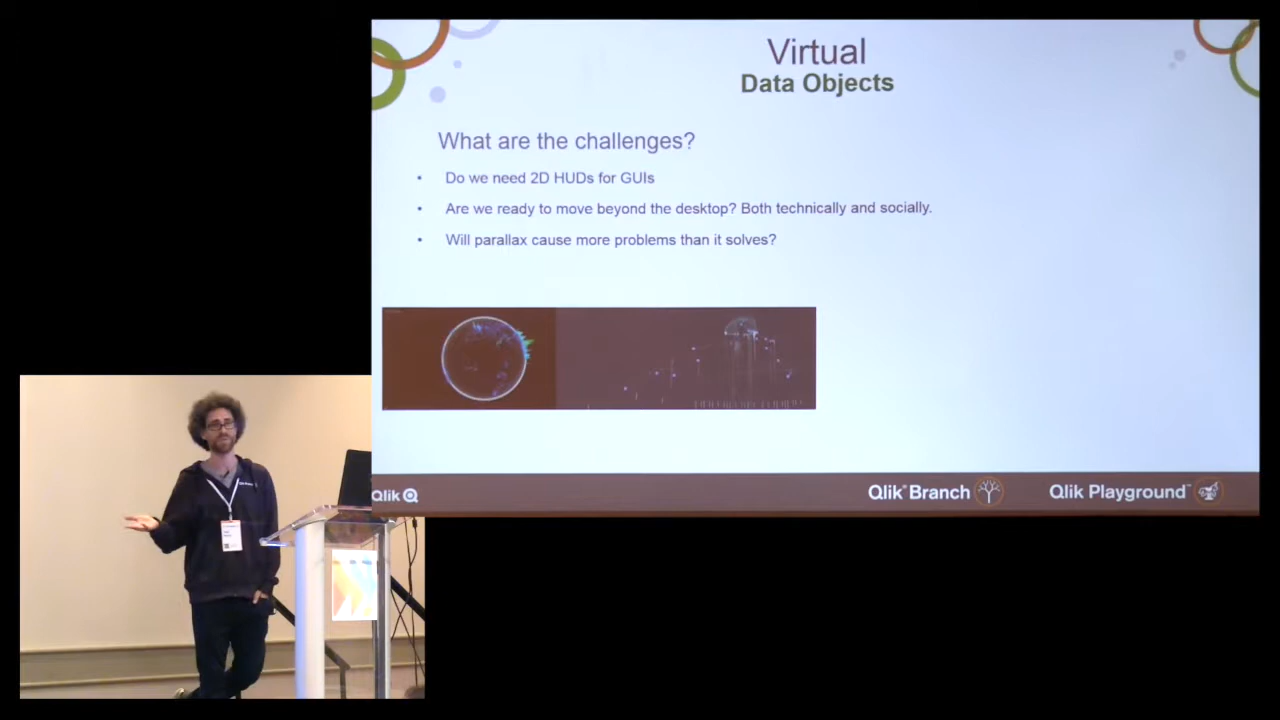 Virtual
Data Objects
What are the challenges?
• Do we need 2D HUDs for GUIs
• Are we ready to move beyond the desktop? Both technically and socially.
• Will parallax cause more problems than it solves?
Qlik
Qlik® Branch
Qlik Playground™